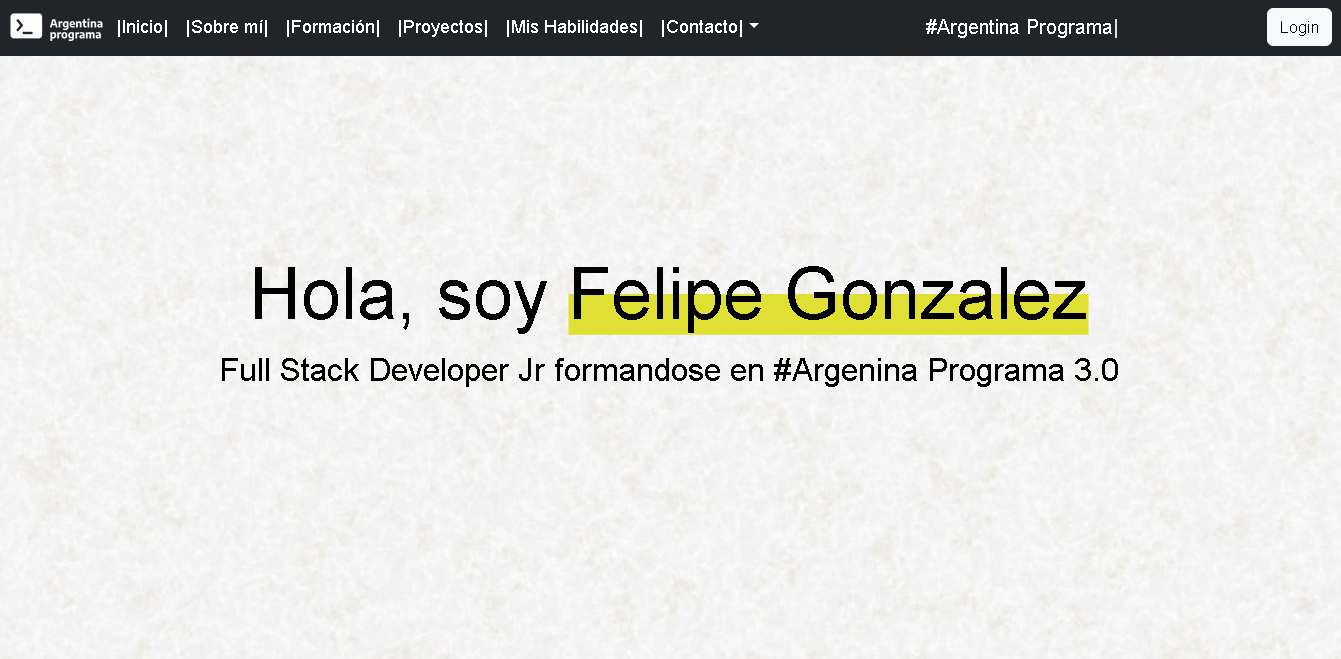 Argentina
programa
|Inicio| |Sobre mí| |Formación| |Proyectos| |Mis Habilidades| |Contacto| #Argentina Programa| Login
Hola, soy Felipe Gonzalez
Full Stack Developer Jr formandose en #Argenina Programa 3.0